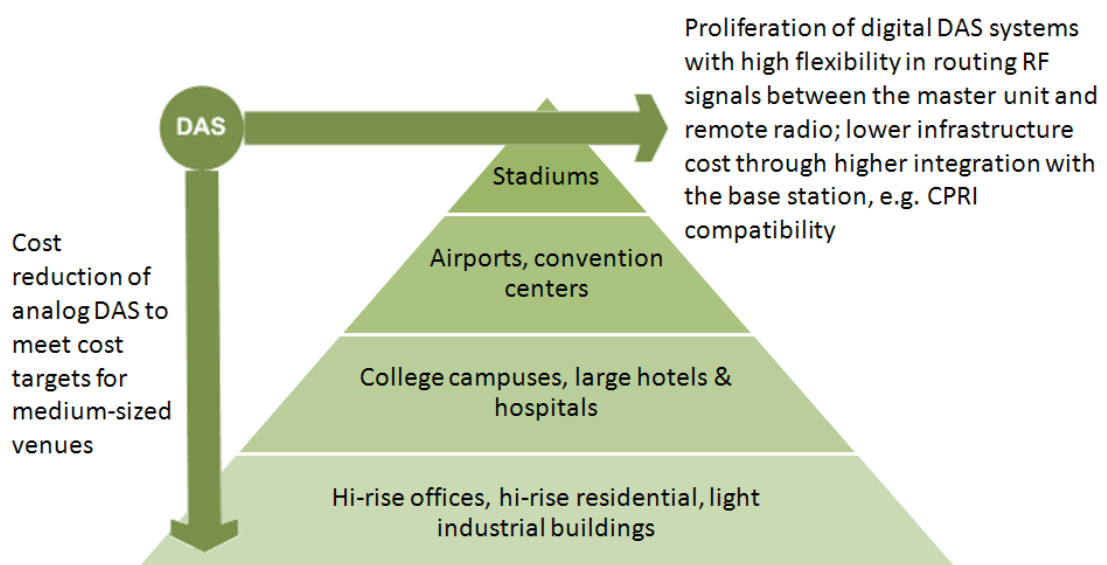 Proliferation of digital DAS systems
with high flexibility in routing RF
signals between the master unit and
remote radio; lower infrastructure
cost through higher integration with
the base station, e.g. CPRI
compatibility
DAS
Stadiums
Cost
reduction of
analog DAS to
meet cost
targets for
medium-sized
venues
Airports, convention
centers
College campuses, large hotels &
hospitals
Hi-rise offices, hi-rise residential, light
industrial buildings